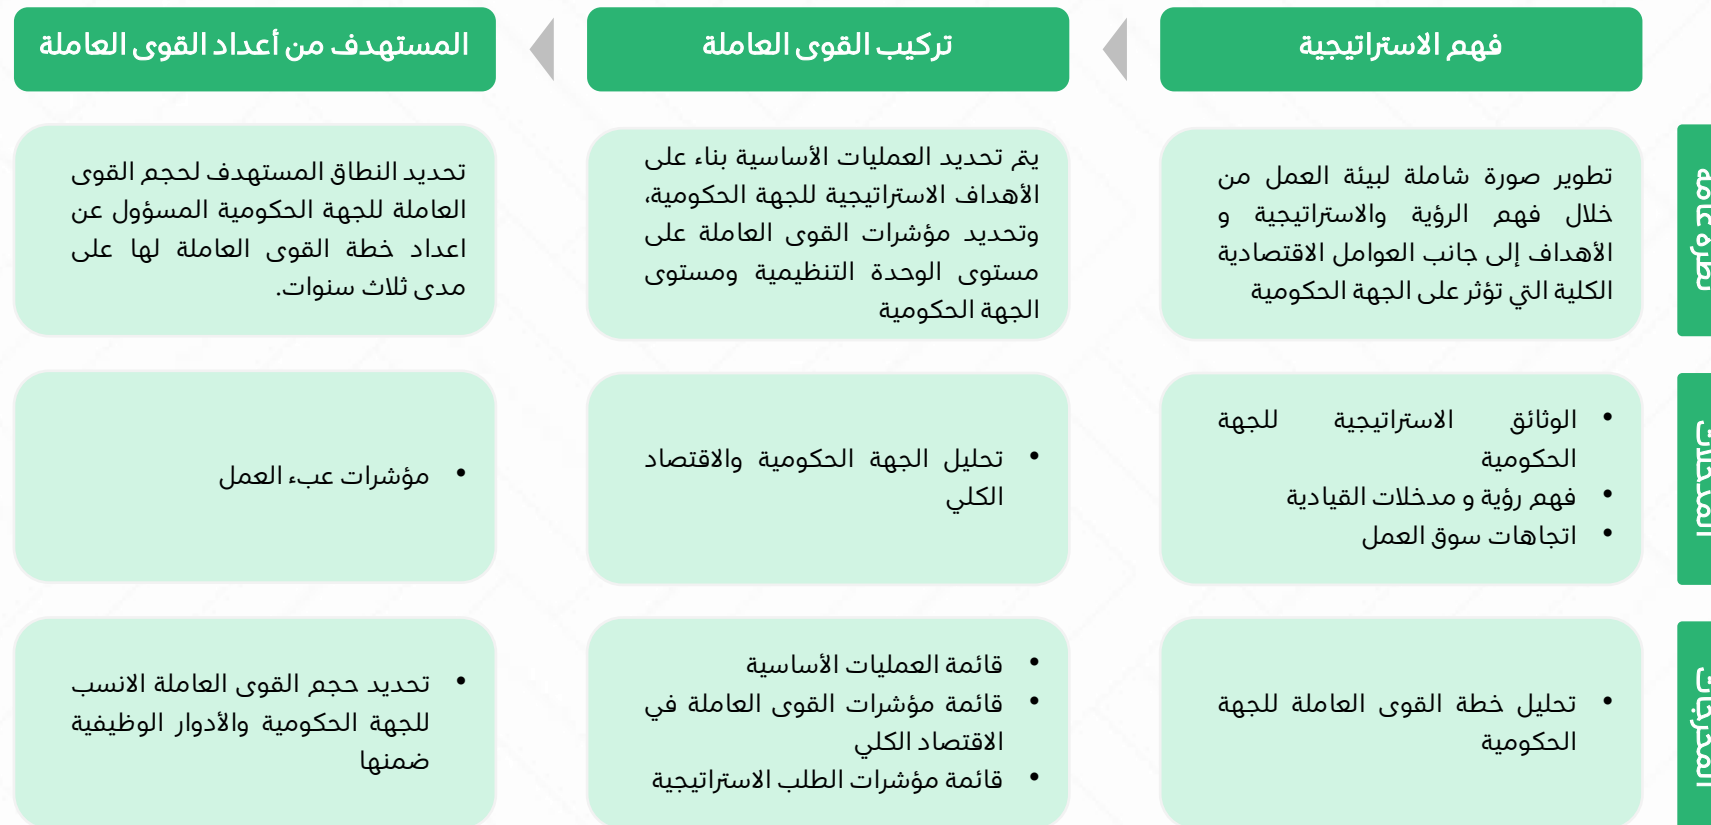 فهم الاستراتيجية
تركيب القوى العاملة
المستهدف من أعداد القوى العاملة
نظرة عامة
تطوير صورة شاملة لبيئة العمل من
خلال فهم الرؤية والاستراتيجية و
الأهداف إلى جانب العوامل الاقتصادية
الكلية التي تؤثر على الجهة الحكومية
يتم تحديد العمليات الأساسية بناء على
الأهداف الاستراتيجية للجهة الحكومية،
وتحديد مؤشرات القوى العاملة على
مستوى الوحدة التنظيمية ومستوى
الجهة الحكومية
تحديد النطاق المستهدف لحجم القوى
العاملة للجهة الحكومية المسؤول عن
اعداد خطة القوى العاملة لها على
مدى ثلاث سنوات.
المدخلات
• الوثائق الاستراتيجية للجهة
الحكومية
• فهم رؤية و مدخلات القيادية
• اتجاهات سوق العمل
• تحليل الجهة الحكومية والاقتصاد
الكلي
• مؤشرات عبء العمل
المخرجات
• تحليل خطة القوى العاملة للجهة
الحكومية
• قائمة العمليات الأساسية
• قائمة مؤشرات القوى العاملة في
الاقتصاد الكلي
• قائمة مؤشرات الطلب الاستراتيجية
• تحديد حجم القوى العاملة الانسب
للجهة الحكومية والأدوار الوظيفية
ضمنها